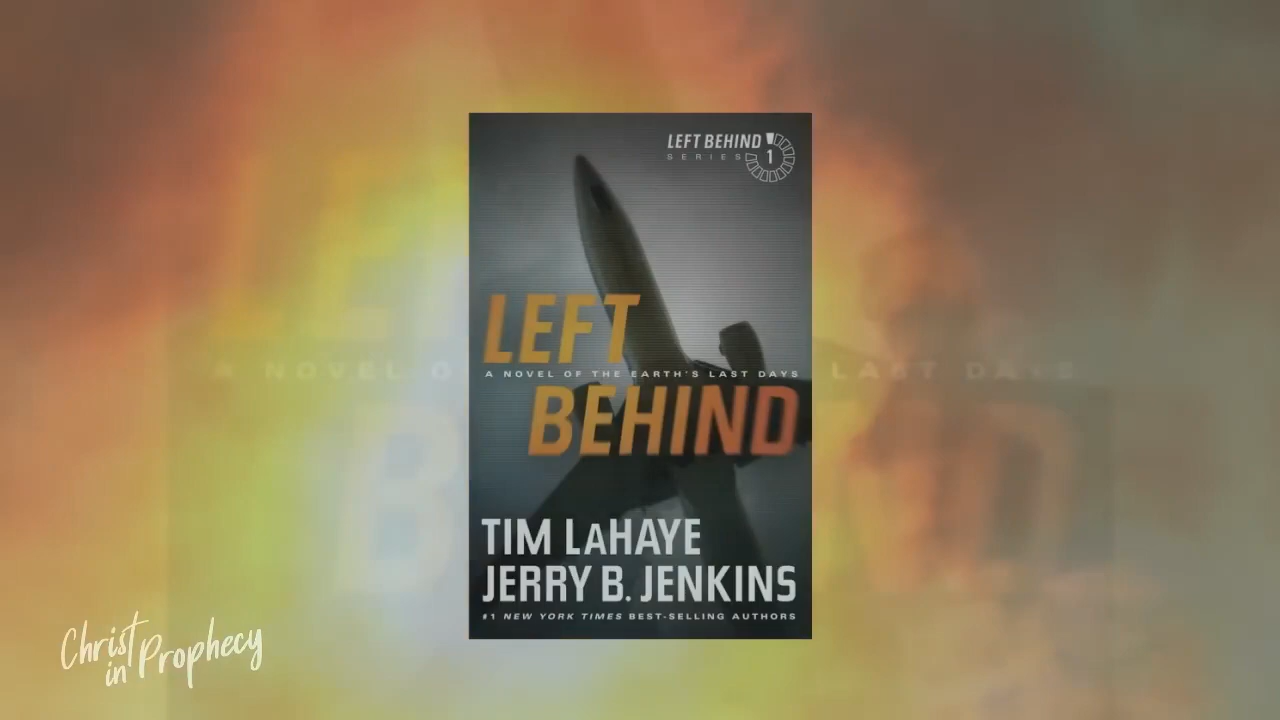 LEFT BEHIND
SERIES
1
LEFT
A NOVEL OF THE EARTH'S LAST DAYS
BEHIND
TIM LAHAYE
JERRY B. JENKINS
#1 NEW YORK TIMES BEST-SELLING AUTHORS
Christ
in Prophecy